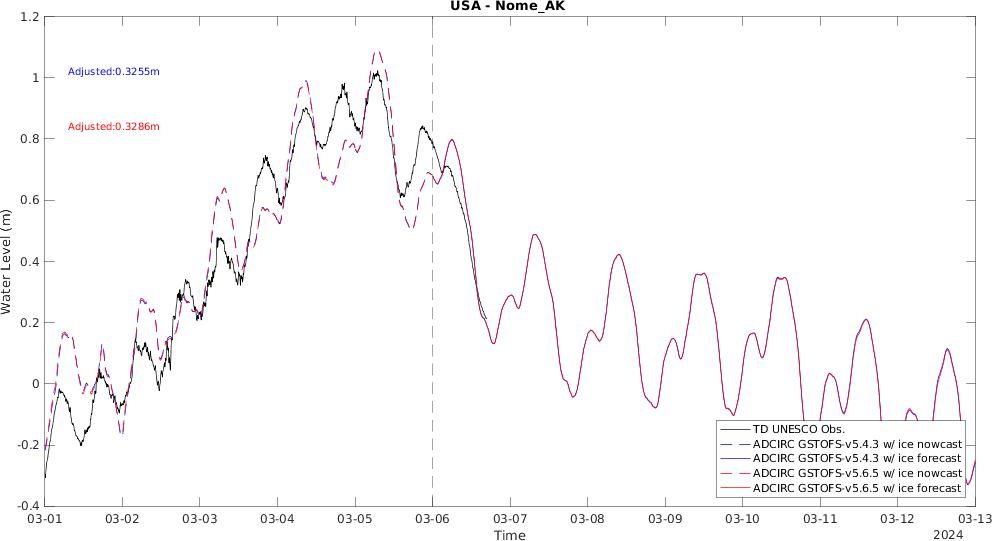 USA - Nome_AK
1.2
1
0.8
0.6
0.4
0.2
0
-0.2
-0.4
Water Level (m)
Adjusted:0.3255m
Adjusted:0.3286m
TD UNESCO Obs.
ADCIRC GSTOFS-v5.4.3 w/ ice nowcast
ADCIRC GSTOFS-v5.4.3 w/ ice forecast
ADCIRC GSTOFS-v5.6.5 w/ ice nowcast
ADCIRC GSTOFS-v5.6.5 w/ ice forecast
03-01 03-02 03-03 03-04 03-05 03-06 03-07 03-08 03-09 03-10 03-11 03-12 03-13
Time
2024